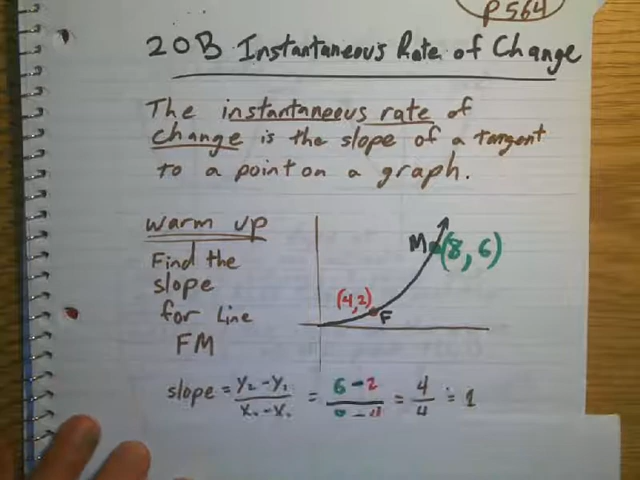 P564
20B Instantaneous Rate of Change
The instantaneous rate of
change is the slope of a tangent
to a point on a graph.
Warm up
Find the
slope
for Line
FM
M (8, 6)
(4,2)
F
slope = Y₂-Y₁ / X₂-X₁ = 6-2 / 8-4 = 4/4 = 1